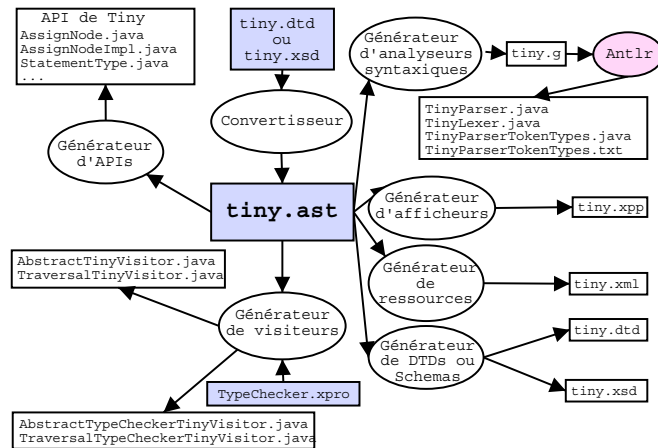 API de Tiny
AssignNode.java
AssignNodeImpl.java
StatementType.java
...
tiny.dtd
ou
tiny.xsd
Générateur
d'analyseurs
syntaxiques
tiny.g
Antlr
TinyParser.java
TinyLexer.java
TinyParserTokenTypes.java
TinyParserTokenTypes.txt
Convertisseur
Générateur
d'APIs
tiny.ast
Générateur
d'afficheurs
tiny.xpp
AbstractTinyVisitor.java
TraversalTinyVisitor.java
Générateur
de
ressources
tiny.xml
Générateur
de visiteurs
Générateur
de DTDs ou
Schemas
tiny.dtd
tiny.xsd
TypeChecker.xpro
AbstractTypeCheckerTinyVisitor.java
TraversalTypeCheckerTinyVisitor.java